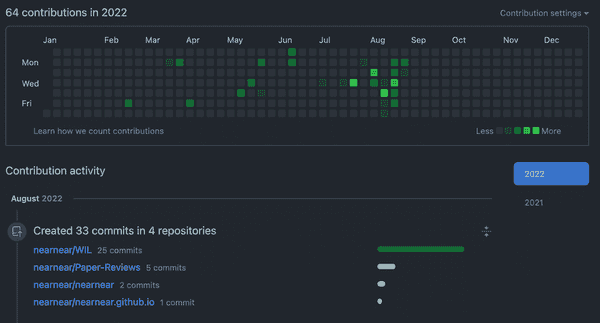 64 contributions in 2022 Contribution settings
Jan Feb Mar Apr May Jun Jul Aug Sep Oct Nov Dec
Mon
Wed
Fri
Learn how we count contributions Less More
Contribution activity
2022
August 2022
2021
Created 33 commits in 4 repositories
nearnear/WIL 25 commits
nearnear/Paper-Reviews 5 commits
nearnear/nearnear 2 commits
nearnear/nearnear.github.io 1 commit